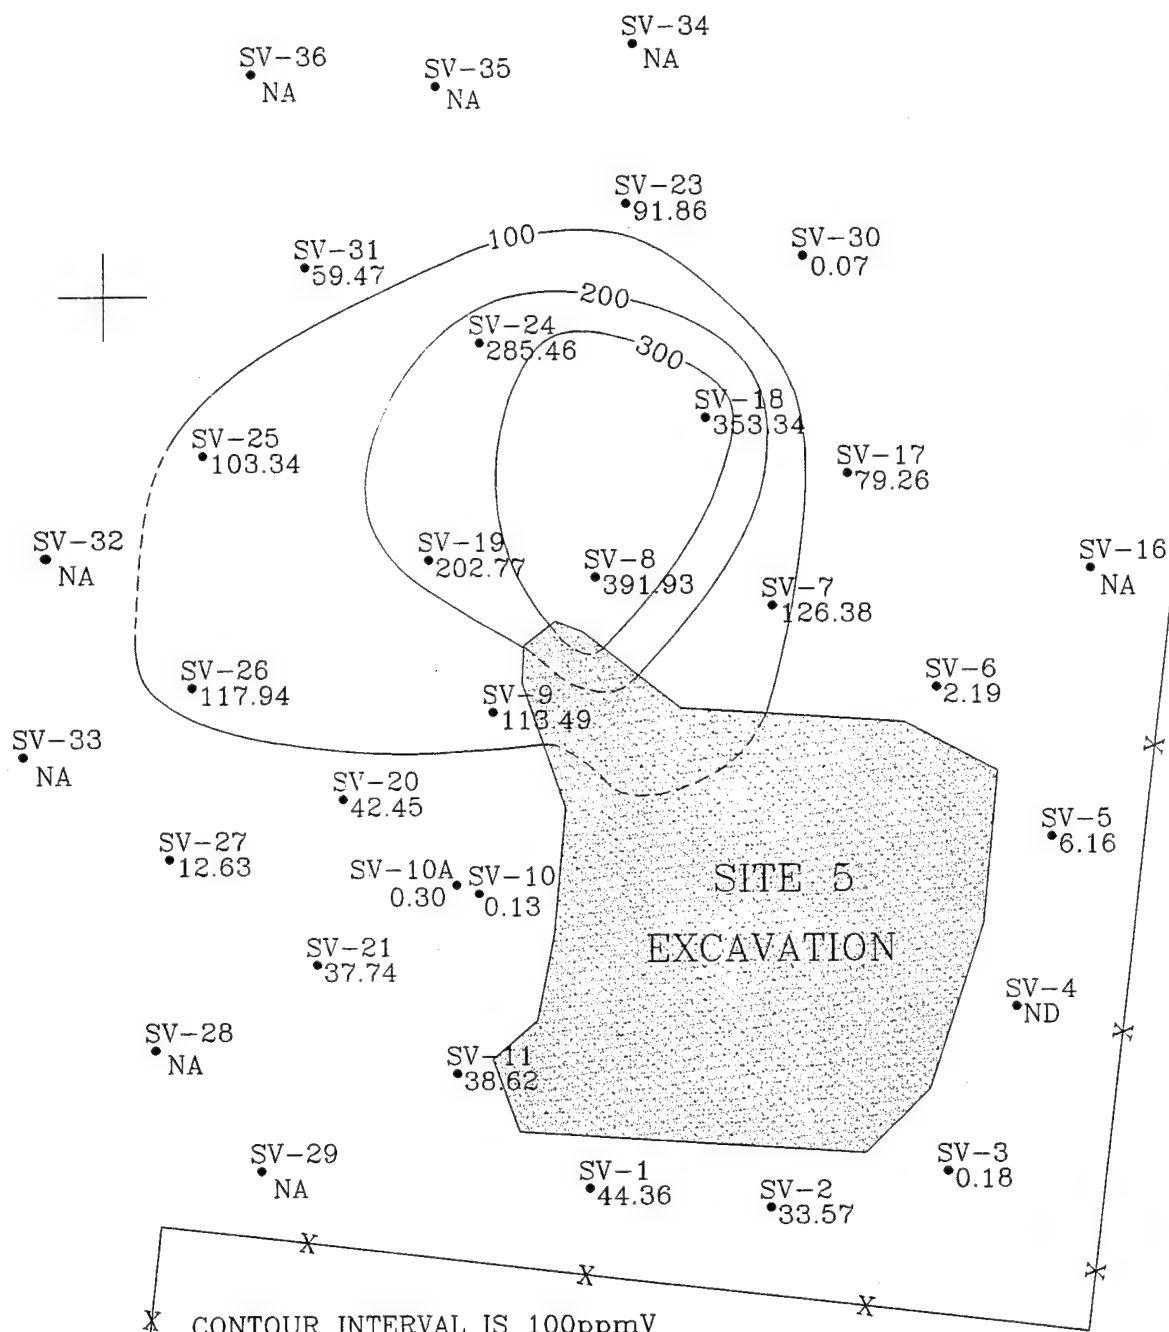 SV-34
NA
SV-36
NA
SV-35
NA
SV-23
91.86
100
SV-30
0.07
SV-31
59.47
200
SV-24
285.46
300
SV-18
353.34
SV-25
103.34
SV-17
79.26
SV-32
NA
SV-19
202.77
SV-8
391.93
SV-7
126.38
SV-16
NA
SV-26
117.94
SV-9
113.49
SV-6
2.19
SV-33
NA
SV-20
42.45
SV-27
12.63
SV-10A
0.30
SV-10
0.13
SITE 5
EXCAVATION
SV-5
6.16
SV-21
37.74
SV-4
ND
SV-28
NA
SV-11
38.62
SV-29
NA
SV-1
44.36
SV-2
33.57
SV-3
0.18
CONTOUR INTERVAL IS 100ppmV